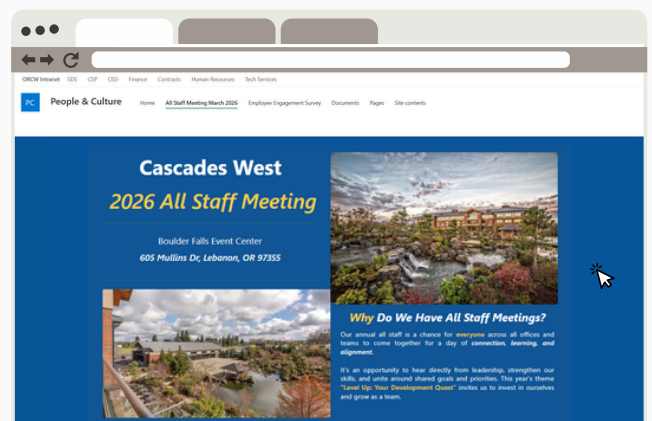 ORCW Intranet SDS CSP CED Finance Contracts Human Resources Tech Services
PC People & Culture Home All Staff Meeting March 2026 Employee Engagement Survey Documents Pages Site contents
Cascades West
2026 All Staff Meeting
Boulder Falls Event Center
605 Mullins Dr, Lebanon, OR 97355
Why Do We Have All Staff Meetings?
Our annual all staff is a chance for everyone across all offices and
teams to come together for a day of connection, learning, and
alignment.
It's an opportunity to hear directly from leadership, strengthen our
skills, and unite around shared goals and priorities. This year's theme
"Level Up: Your Development Quest" invites us to invest in ourselves
and grow as a team.